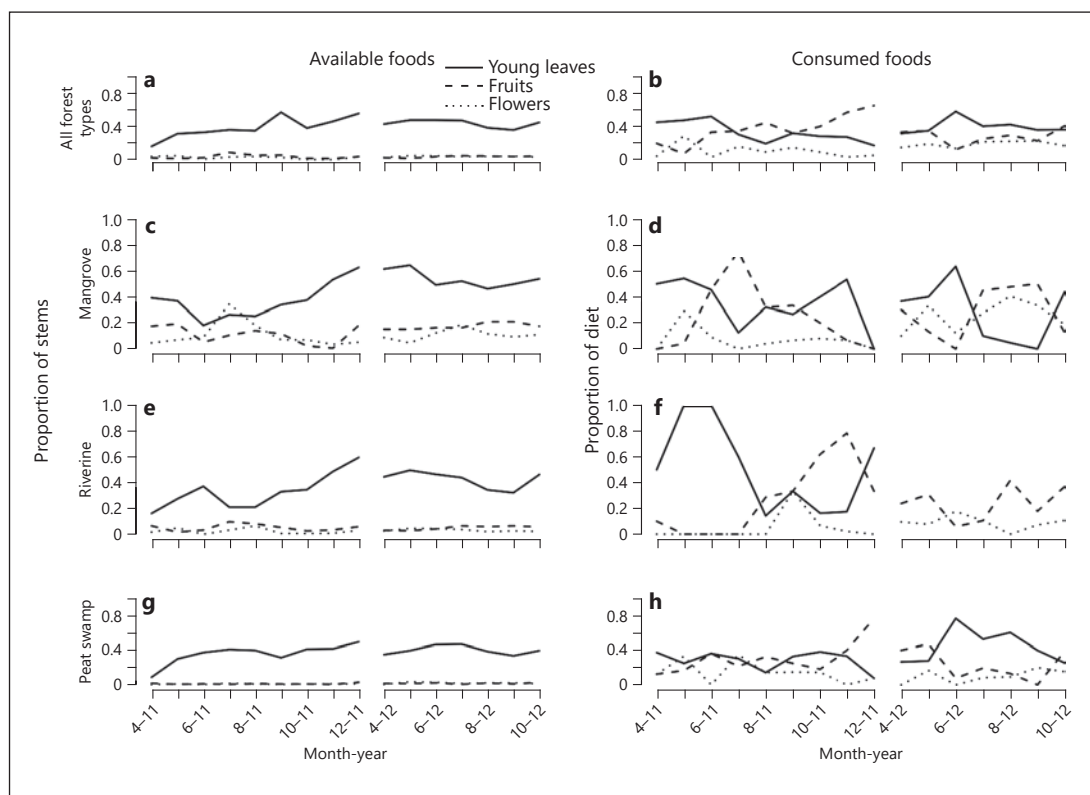 Available foods
Consumed foods
Young leaves
Fruits
Flowers
a
b
All forest
types
0.8
0.4
0
0.8
0.4
0
c
d
Mangrove
1.0
0.8
0.6
0.4
0.2
0
1.0
0.8
0.6
0.4
0.2
0
Proportion of stems
Proportion of diet
e
f
Riverine
1.0
0.8
0.6
0.4
0.2
0
1.0
0.8
0.6
0.4
0.2
0
g
h
Peat swamp
0.8
0.4
0
0.8
0.4
0
4–11
6–11
8–11
10–11
12–11
4–12
6–12
8–12
10–12
4–11
6–11
8–11
10–11
12–11
4–12
6–12
8–12
10–12
Month-year
Month-year